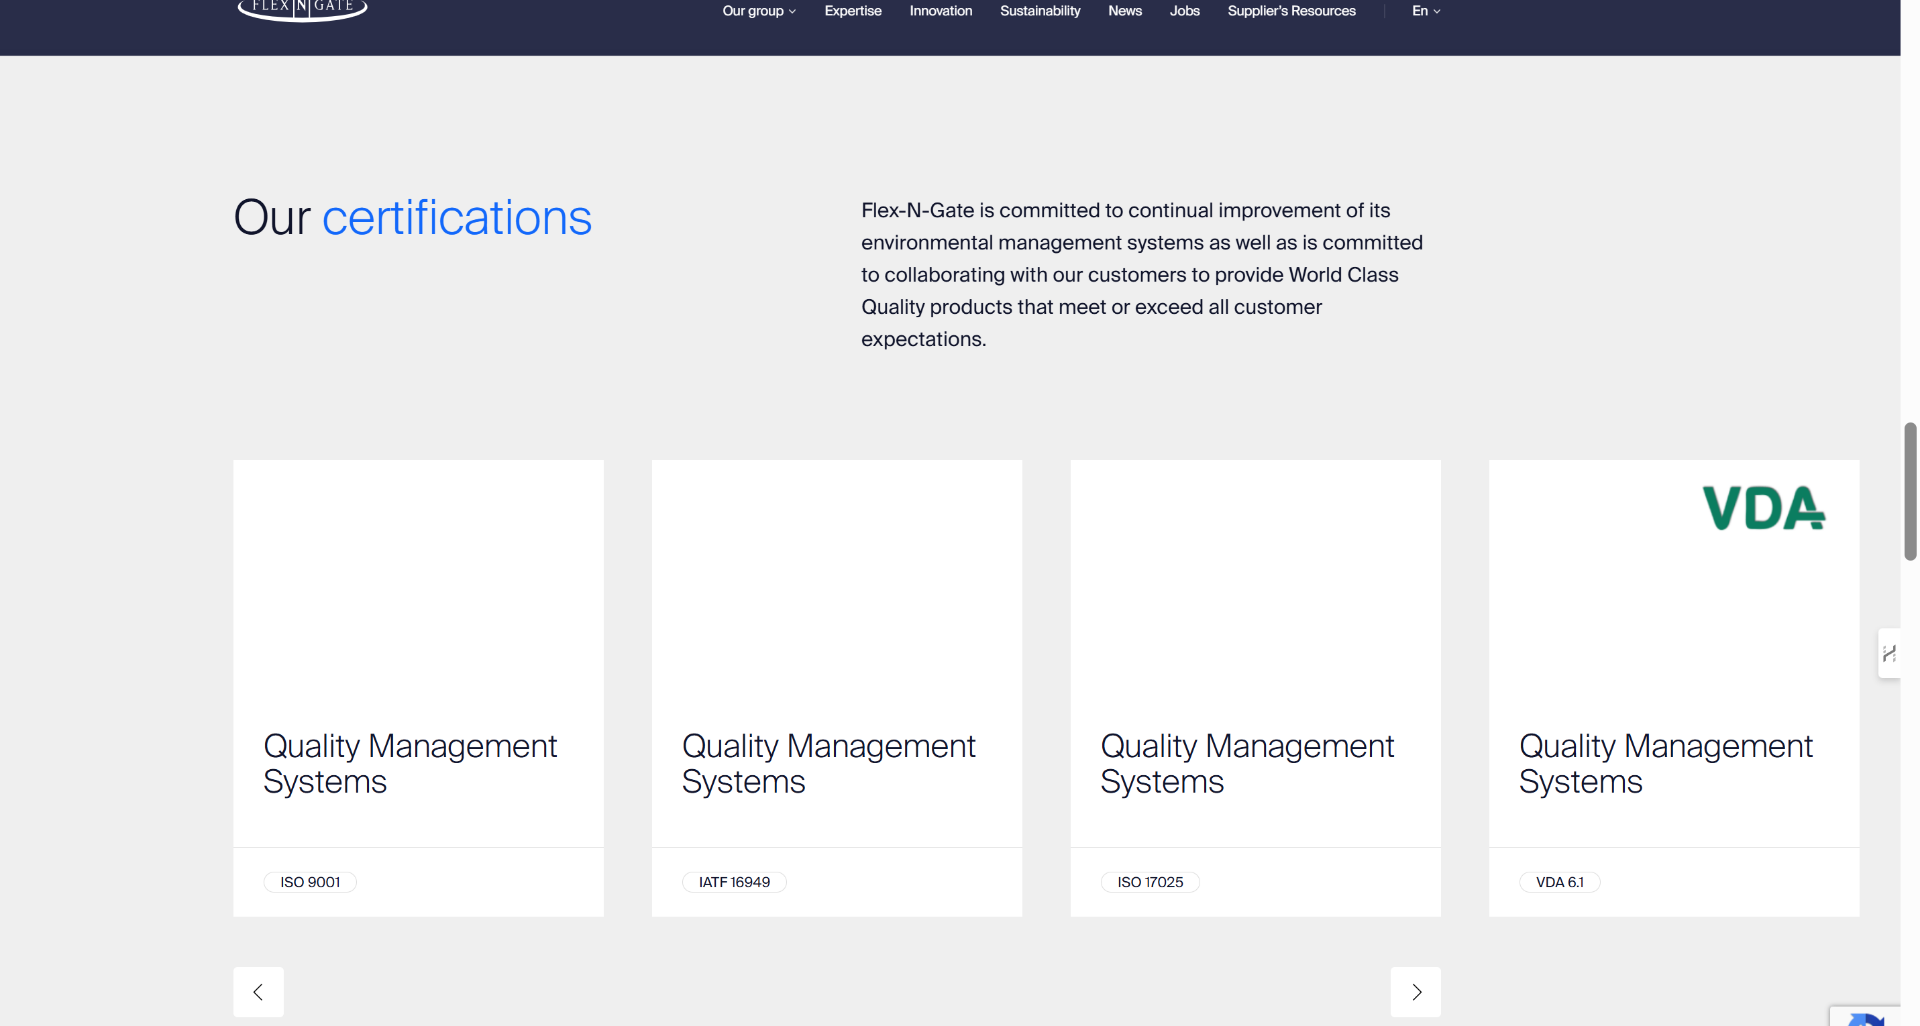 FLEX N GATE
Our group
Expertise
Innovation
Sustainability
News
Jobs
Supplier's Resources
En
Our certifications
Flex-N-Gate is committed to continual improvement of its
environmental management systems as well as is committed
to collaborating with our customers to provide World Class
Quality products that meet or exceed all customer
expectations.
VDA
Quality Management
Systems
ISO 9001
Quality Management
Systems
IATF 16949
Quality Management
Systems
ISO 17025
Quality Management
Systems
VDA 6.1